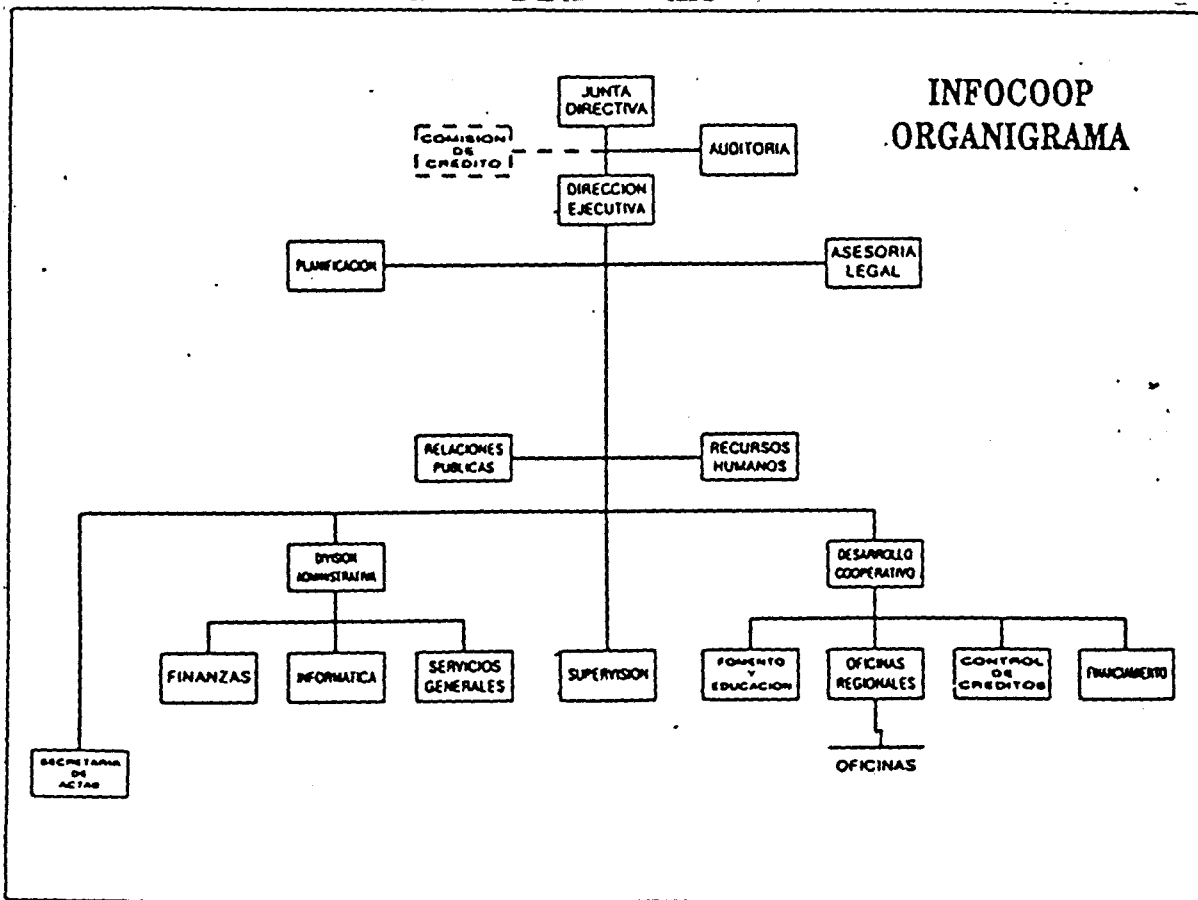 INFOCOOP
ORGANIGRAMA
JUNTA
DIRECTIVA
COMISION
DE
CREDITO
AUDITORIA
DIRECCION
EJECUTIVA
PLANIFICACION
ASESORIA
LEGAL
RELACIONES
PUBLICAS
RECURSOS
HUMANOS
DIVISION
ADMINISTRATIVA
DESARROLLO
COOPERATIVO
FINANZAS
INFORMATICA
SERVICIOS
GENERALES
SUPERVISION
FOMENTO
Y
EDUCACION
OFICINAS
REGIONALES
CONTROL
DE
CREDITOS
FINANCIAMIENTO
SECRETARIA
DE
ACTAS
OFICINAS